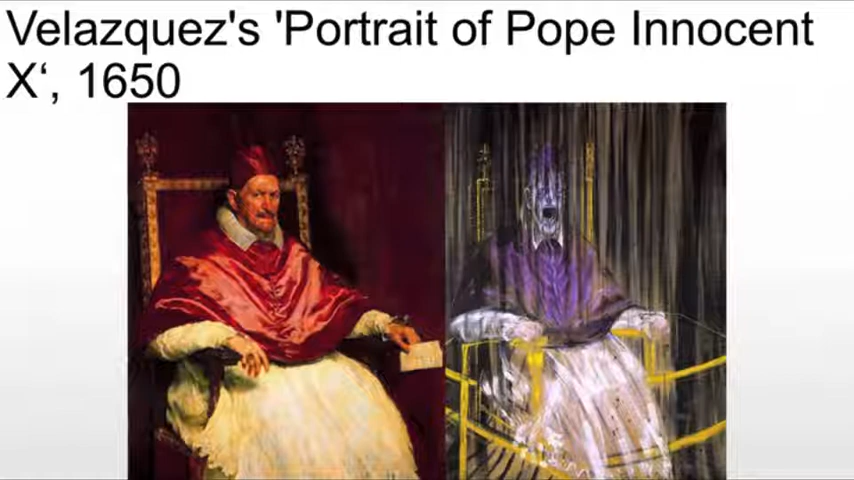 Velazquez's 'Portrait of Pope Innocent
X‘, 1650